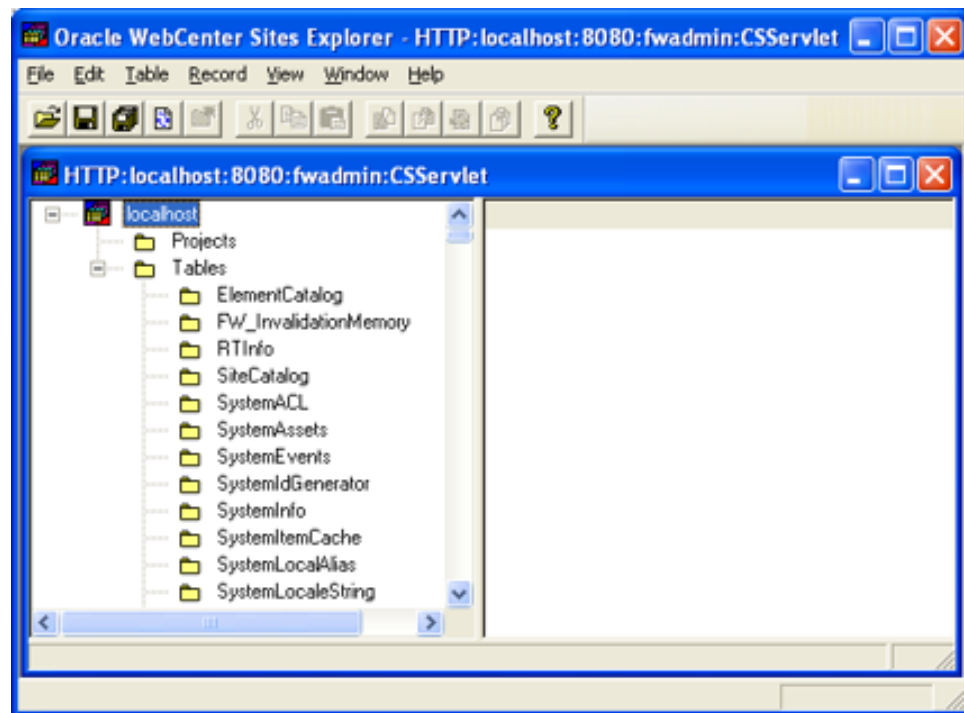 Oracle WebCenter Sites Explorer - HTTP:localhost:8080:fwadmin:CSServlet
File Edit Table Record View Window Help
HTTP:localhost:8080:fwadmin:CSServlet
localhost
Projects
Tables
ElementCatalog
FW_InvalidationMemory
RTInfo
SiteCatalog
SystemACL
SystemAssets
SystemEvents
SystemIdGenerator
SystemInfo
SystemItemCache
SystemLocalAlias
SystemLocaleString